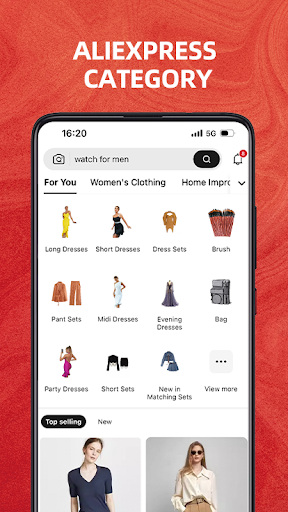 ALIEXPRESS
CATEGORY
16:20
5G
watch for men
8
For You
Women's Clothing
Home Impro
Long Dresses
Short Dresses
Dress Sets
Brush
Pant Sets
Midi Dresses
Evening
Dresses
Bag
Party Dresses
Short Sets
New in
Matching Sets
View more
Top selling
New